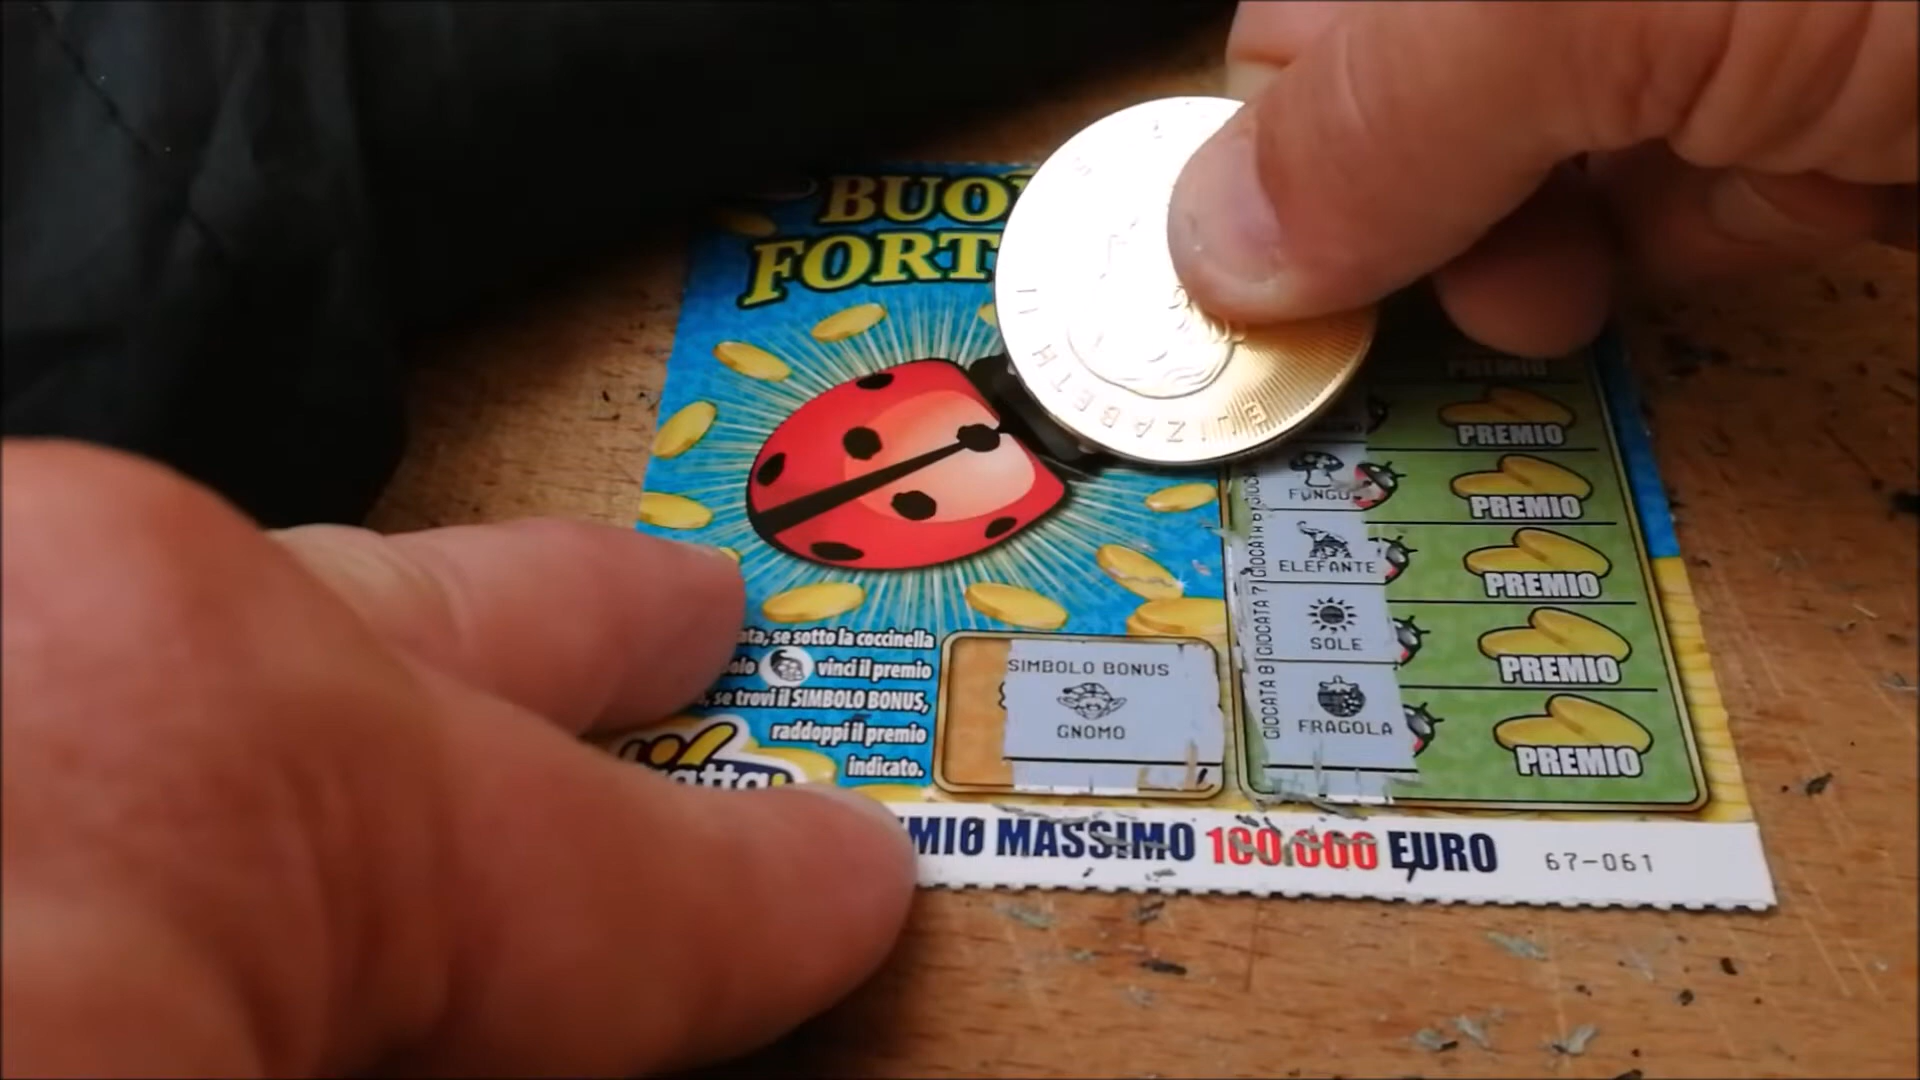 BUO
FORT
ELIZABETH II
PREMIO
PREMIO
FUNGO
PREMIO
ELEFANTE
PREMIO
SOLE
PREMIO
FRAGOLA
PREMIO
GIOCATA 7
GIOCATA 8
ata, se sotto la coccinella
olo vinci il premio
, se trovi il SIMBOLO BONUS,
raddoppi il premio
indicato.
SIMBOLO BONUS
GNOMO
MIO MASSIMO 100.000 EURO
67-061